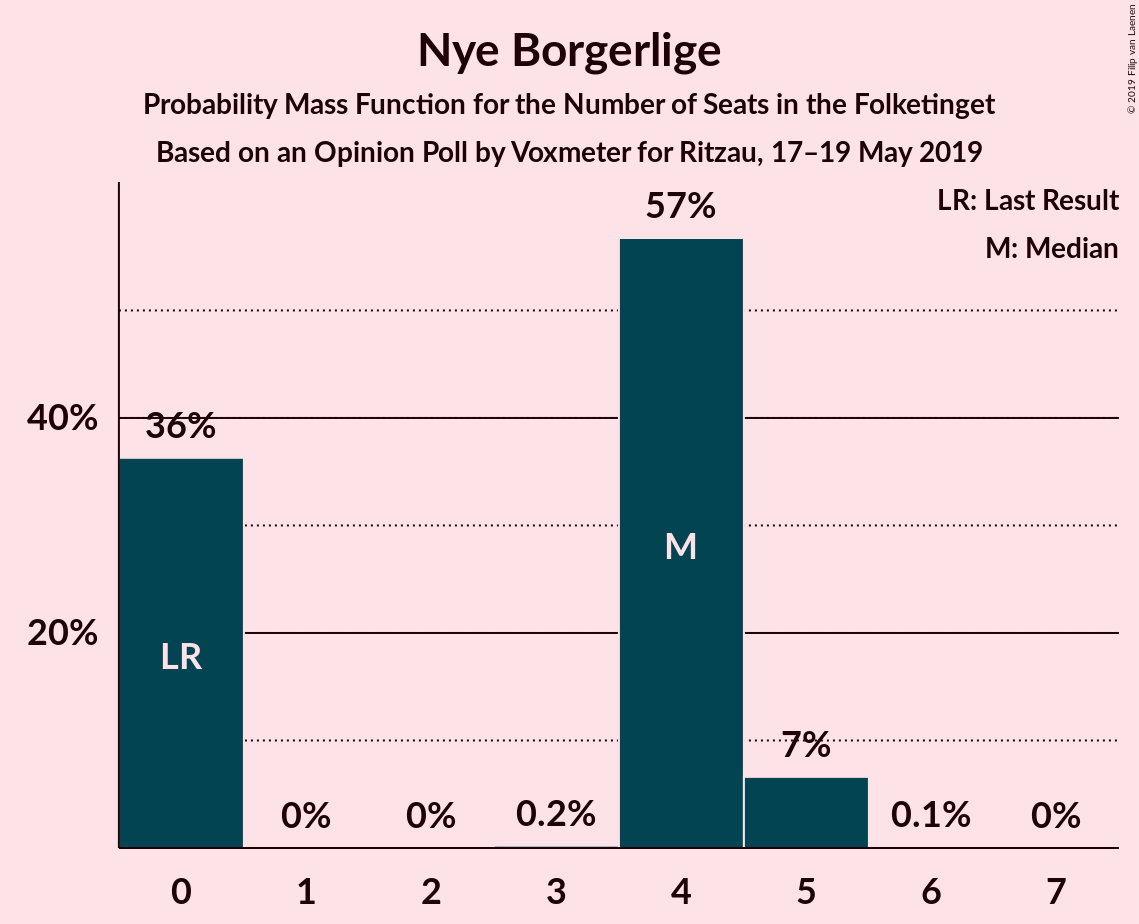 Nye Borgerlige
Probability Mass Function for the Number of Seats in the Folketinget
Based on an Opinion Poll by Voxmeter for Ritzau, 17–19 May 2019
© 2019 Filip van Laenen
LR: Last Result
M: Median
57%
40%
36%
M
20%
LR
7%
0%
0%
0.2%
0.1%
0%
0 1 2 3 4 5 6 7